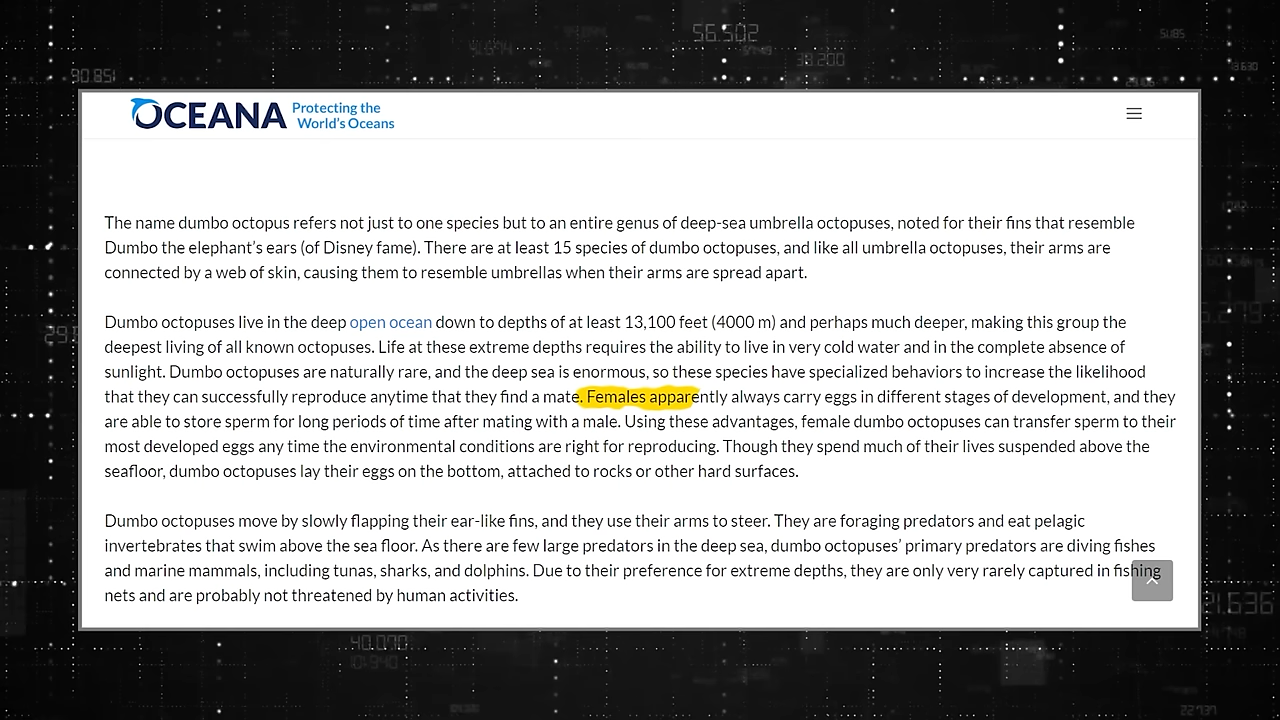 56.502
38.200
SUBS
90.851
3.630
OCEANA Protecting the
World's Oceans
The name dumbo octopus refers not just to one species but to an entire genus of deep-sea umbrella octopuses, noted for their fins that resemble
Dumbo the elephant's ears (of Disney fame). There are at least 15 species of dumbo octopuses, and like all umbrella octopuses, their arms are
connected by a web of skin, causing them to resemble umbrellas when their arms are spread apart.
Dumbo octopuses live in the deep open ocean down to depths of at least 13,100 feet (4000 m) and perhaps much deeper, making this group the
deepest living of all known octopuses. Life at these extreme depths requires the ability to live in very cold water and in the complete absence of
sunlight. Dumbo octopuses are naturally rare, and the deep sea is enormous, so these species have specialized behaviors to increase the likelihood
that they can successfully reproduce anytime that they find a mate. Females apparently always carry eggs in different stages of development, and they
are able to store sperm for long periods of time after mating with a male. Using these advantages, female dumbo octopuses can transfer sperm to their
most developed eggs any time the environmental conditions are right for reproducing. Though they spend much of their lives suspended above the
seafloor, dumbo octopuses lay their eggs on the bottom, attached to rocks or other hard surfaces.
Dumbo octopuses move by slowly flapping their ear-like fins, and they use their arms to steer. They are foraging predators and eat pelagic
invertebrates that swim above the sea floor. As there are few large predators in the deep sea, dumbo octopuses' primary predators are diving fishes
and marine mammals, including tunas, sharks, and dolphins. Due to their preference for extreme depths, they are only very rarely captured in fishing
nets and are probably not threatened by human activities.
40.070